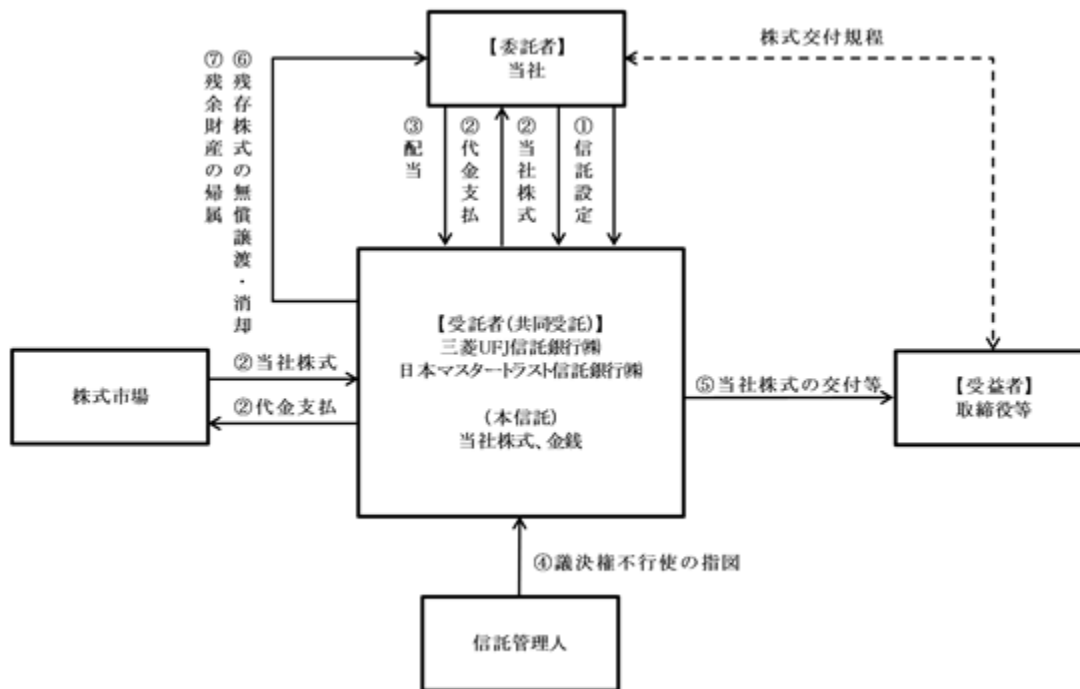 【委託者】
当社
株式交付規程
⑦残余財産の帰属
⑥残存株式の無償譲渡・消却
③配当
②代金支払
②当社株式
①信託設定
【受託者(共同受託)】
三菱UFJ信託銀行㈱
日本マスタートラスト信託銀行㈱
(本信託)
当社株式、金銭
株式市場
②当社株式
②代金支払
⑤当社株式の交付等
【受益者】
取締役等
④議決権不行使の指図
信託管理人